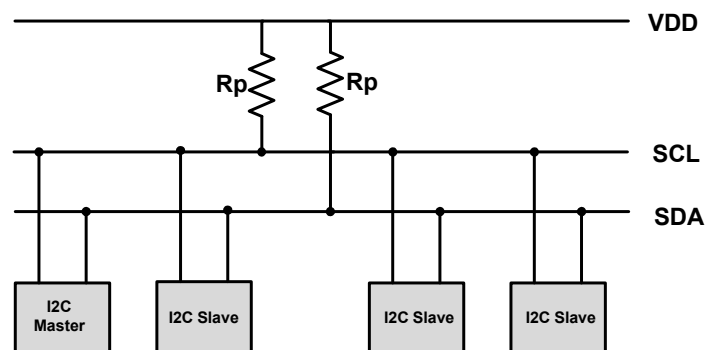 VDD
Rp
Rp
SCL
SDA
I2C
Master
I2C Slave
I2C Slave
I2C Slave